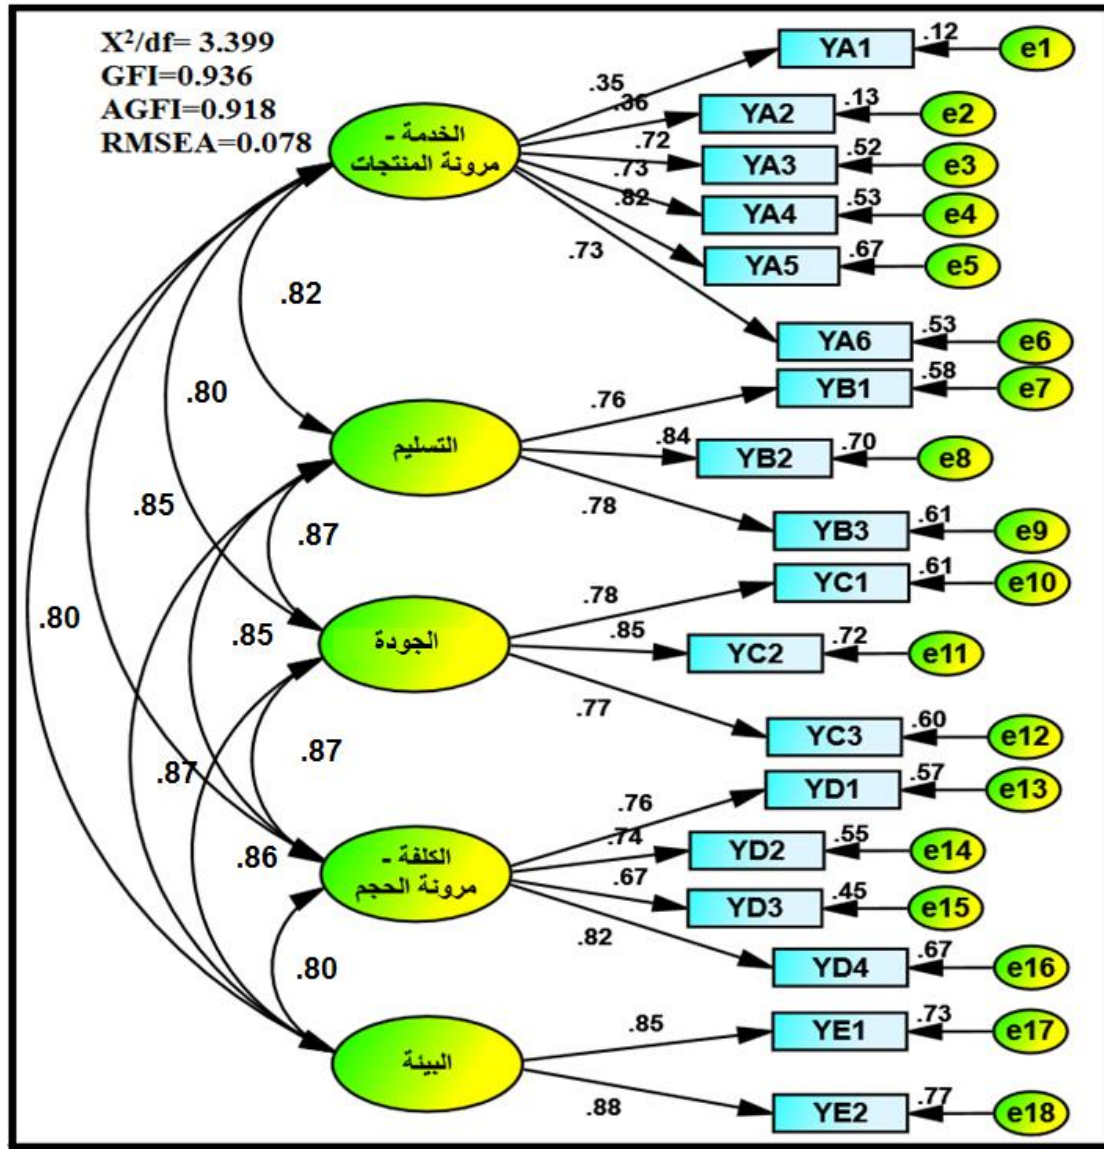 X²/df= 3.399
GFI=0.936
AGFI=0.918
RMSEA=0.078
الخدمة -
مرونة المنتجات
.35
.36
.72
.73
.82
.73
YA1
.12
e1
YA2
.13
e2
YA3
.52
e3
YA4
.53
e4
YA5
.67
e5
YA6
.53
e6
.82
.80
.85
.80
التسليم
.76
.84
.78
YB1
.58
e7
YB2
.70
e8
YB3
.61
e9
.87
.85
.87
الجودة
.78
.85
.77
YC1
.61
e10
YC2
.72
e11
YC3
.60
e12
.87
.86
الكلفة -
مرونة الحجم
.76
.74
.67
.82
YD1
.57
e13
YD2
.55
e14
YD3
.45
e15
YD4
.67
e16
.80
البيئة
.85
.88
YE1
.73
e17
YE2
.77
e18